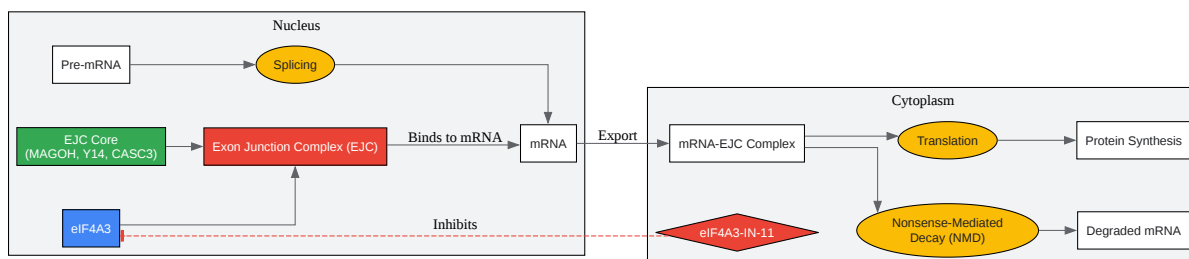 Nucleus
Pre-mRNA
Splicing
EJC Core
(MAGOH, Y14, CASC3)
Exon Junction Complex (EJC)
Binds to mRNA
mRNA
eIF4A3
Inhibits
Export
Cytoplasm
mRNA-EJC Complex
Translation
Protein Synthesis
eIF4A3-IN-11
Nonsense-Mediated
Decay (NMD)
Degraded mRNA